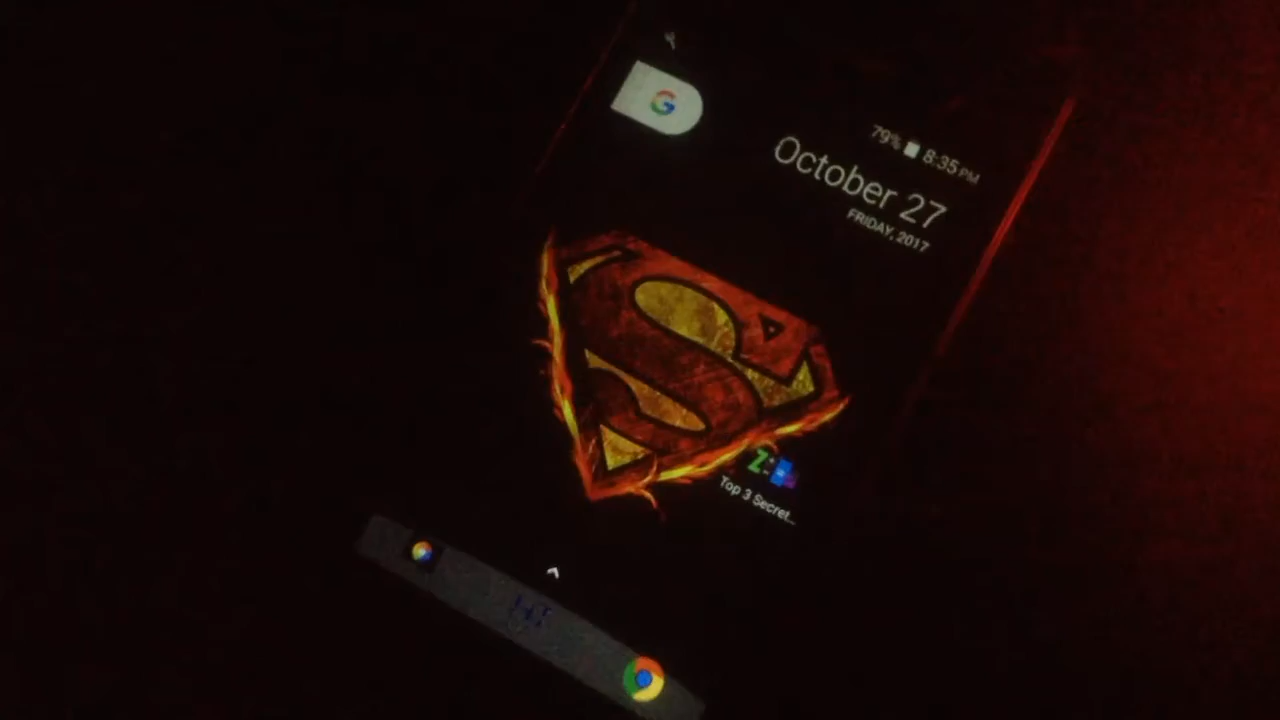 G
79% 8:35 PM
October 27
FRIDAY, 2017
S
Top 3 Secret...